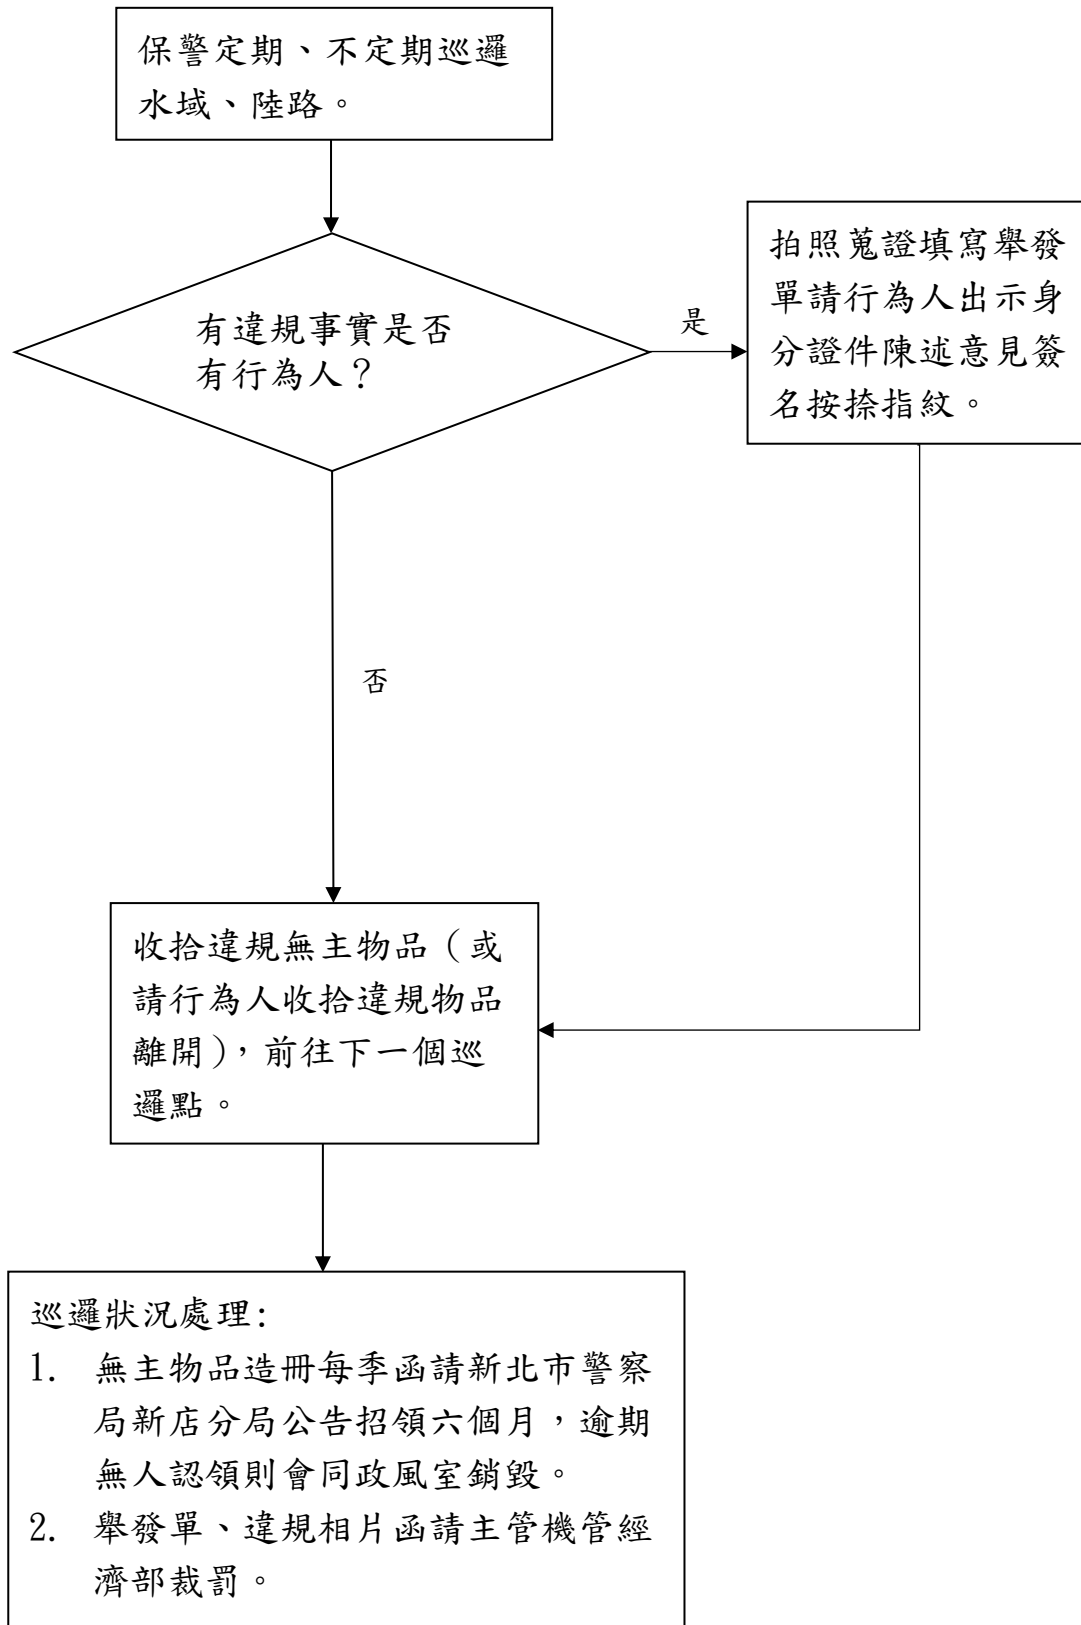 保警定期、不定期巡邏
水域、陸路。
有違規事實是否
有行為人？
是
拍照蒐證填寫舉發
單請行為人出示身
分證件陳述意見簽
名按捺指紋。
否
收拾違規無主物品（或
請行為人收拾違規物品
離開），前往下一個巡
邏點。
巡邏狀況處理:
1. 無主物品造冊每季函請新北市警察
局新店分局公告招領六個月，逾期
無人認領則會同政風室銷毀。
2. 舉發單、違規相片函請主管機管經
濟部裁罰。